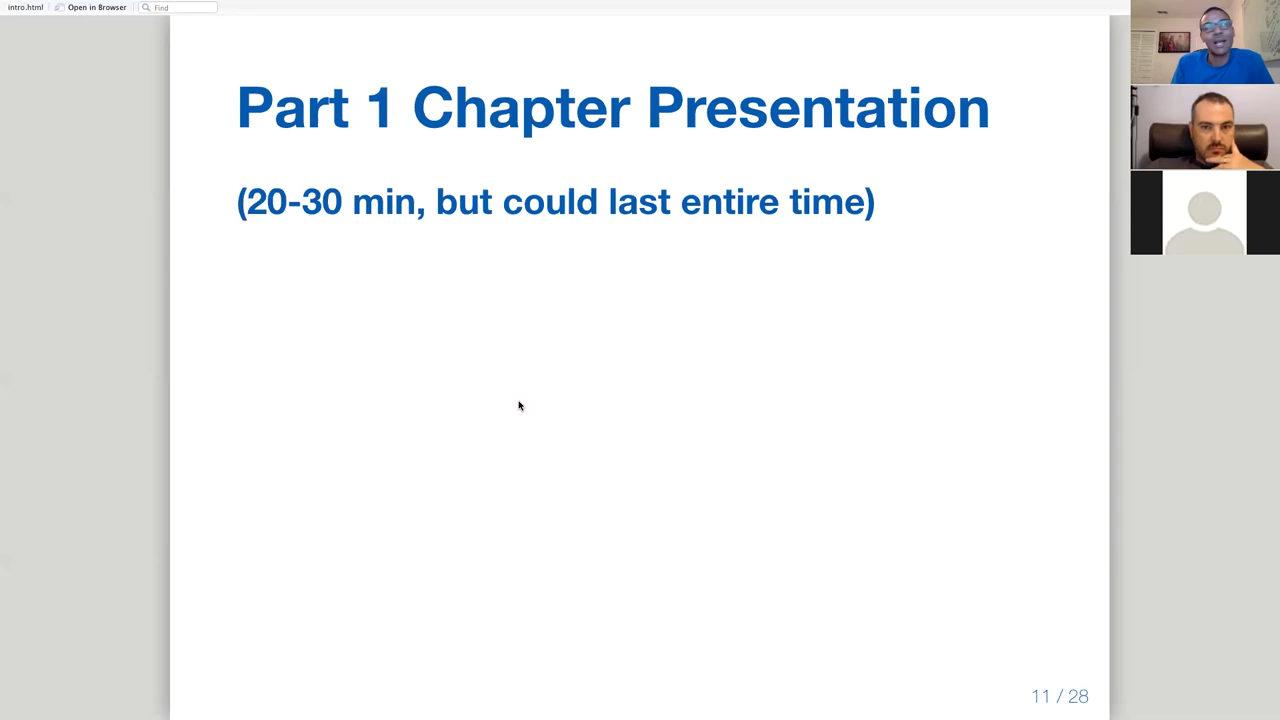 intro.html Open in Browser Find
Part 1 Chapter Presentation
(20-30 min, but could last entire time)
11 / 28